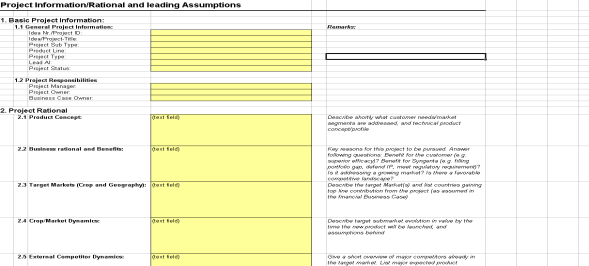 Project Information/Rational and leading Assumptions
1. Basic Project Information:
1.1 General Project Information:
Remarks:
Idea Nr./Project ID:
Idea/Project-Title:
Project Sub Type:
Product Line:
Project Type:
Lead AI:
Project Status:
1.2 Project Responsibilities
Project Manager:
Project Owner:
Business Case Owner:
2. Project Rational
2.1 Product Concept:
(text field)
Describe shortly what customer needs/market
segments are addressed, and technical product
concept/profile
2.2 Business rational and Benefits:
(text field)
Key reasons for this project to be pursued. Answer
following questions: Benefit for the customer (e.g.
superior efficacy)? Benefit for Syngenta (e.g. filling
portfolio gap, defend IP, meet regulatory requirement)?
Is it addressing a growing market? Is there a favorable
competitive landscape?
2.3 Target Markets (Crop and Geography):
(text field)
Describe the target Market(s) and list countries gaining
top line contribution from the project (as assumed in
the financial Business Case)
2.4 Crop/Market Dynamics:
(text field)
Describe target submarket evolution in value by the
time the new product will be launched, and
assumptions behind
2.5 External Competitor Dynamics:
(text field)
Give a short overview of major competitors already in
the target market. List major expected product